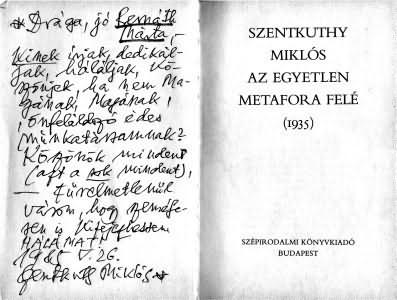 Drága, jó Bernáth
Márta,
Kinek írjak, dedikál-
jak, háláljak, kö-
szönjek, ha nem Ma-
gának, Magának,
önfeláldozó édes
munkatársamnak?
Köszönök mindent
(azt a sok mindent),
— türelmetlenül
várom, hogy személye-
sen is kifejezhessem
HÁLÁMAT!!
1985 V. 26.
Szentkuthy Miklós
SZENTKUTHY
MIKLÓS
AZ EGYETLEN
METAFORA FELÉ
(1935)
SZÉPIRODALMI KÖNYVKIADÓ
BUDAPEST